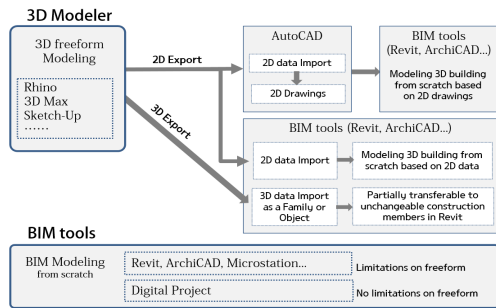 3D Modeler
3D freeform
Modeling
Rhino
3D Max
Sketch-Up
......
2D Export
3D Export
AutoCAD
2D data Import
2D Drawings
BIM tools
(Revit, ArchiCAD...)
Modeling 3D building
from scratch based
on 2D drawings
BIM tools (Revit, ArchiCAD...)
2D data Import
Modeling 3D building from
scratch based on 2D data
3D data Import
as a Family or
Object
Partially transferable to
unchangeable construction
members in Revit
BIM tools
BIM Modeling
from scratch
Revit, ArchiCAD, Microstation...
Limitations on freeform
Digital Project
No limitations on freeform